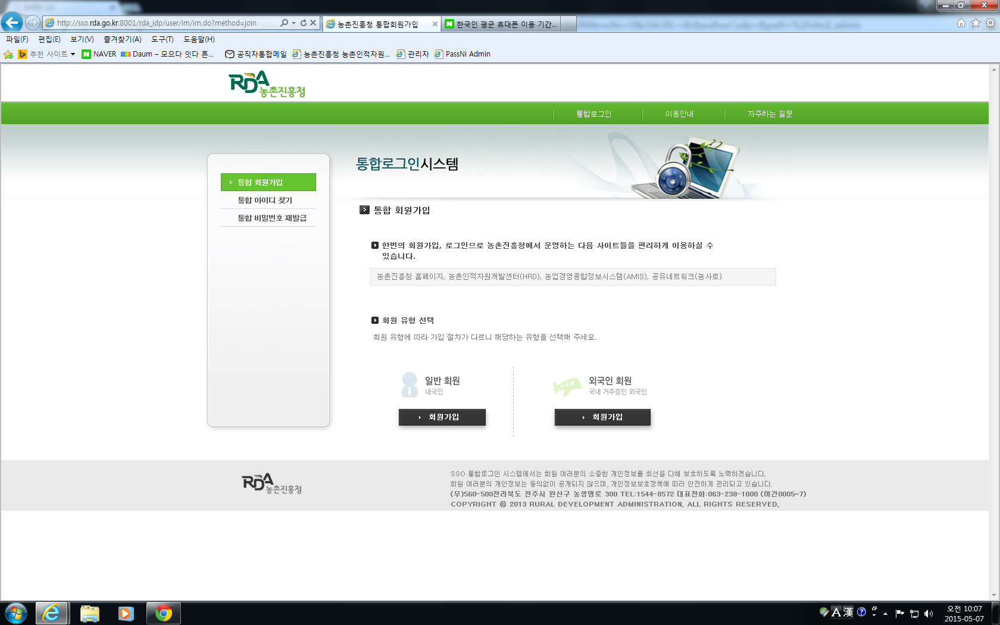 http://sso.rda.go.kr:8001/rda_idp/user/im/im.do?method=join
농촌진흥청 통합회원가입
한국인 평균 휴대폰 이용 기간...
파일(F) 편집(E) 보기(V) 즐겨찾기(A) 도구(T) 도움말(H)
추천 사이트 NAVER Daum – 모으다 잇다 흔... 공직자통합메일 농촌진흥청 농촌인적자원... 관리자 PassNi Admin
RDA 농촌진흥청
통합로그인 이용안내 자주하는 질문
통합로그인시스템
통합 회원가입
통합 아이디 찾기
통합 비밀번호 재발급
통합 회원가입
한번의 회원가입, 로그인으로 농촌진흥청에서 운영하는 다음 사이트들을 편리하게 이용하실 수
있습니다.
농촌진흥청 홈페이지, 농촌인적자원개발센터(HRD), 농업경영종합정보시스템(AMIS), 공유네트워크(농사로)
회원 유형 선택
회원 유형에 따라 가입 절차가 다르니 해당하는 유형을 선택해 주세요.
일반 회원
내국인
회원가입
외국인 회원
국내 거주중인 외국인
회원가입
RDA 농촌진흥청
SSO 통합로그인 시스템에서는 회원 여러분의 소중한 개인정보를 최선을 다해 보호하도록 노력하겠습니다.
회원 여러분의 개인정보는 동의없이 공개되지 않으며, 개인정보보호정책에 따라 안전하게 관리되고 있습니다.
(우)560-500전라북도 전주시 완산구 농생명로 300 TEL:1544-8572 대표전화:063-238-1000 (야간0005~7)
COPYRIGHT ⓒ 2013 RURAL DEVELOPMENT ADMINISTRATION. ALL RIGHTS RESERVED.
A 漢
오전 10:07
2015-05-07